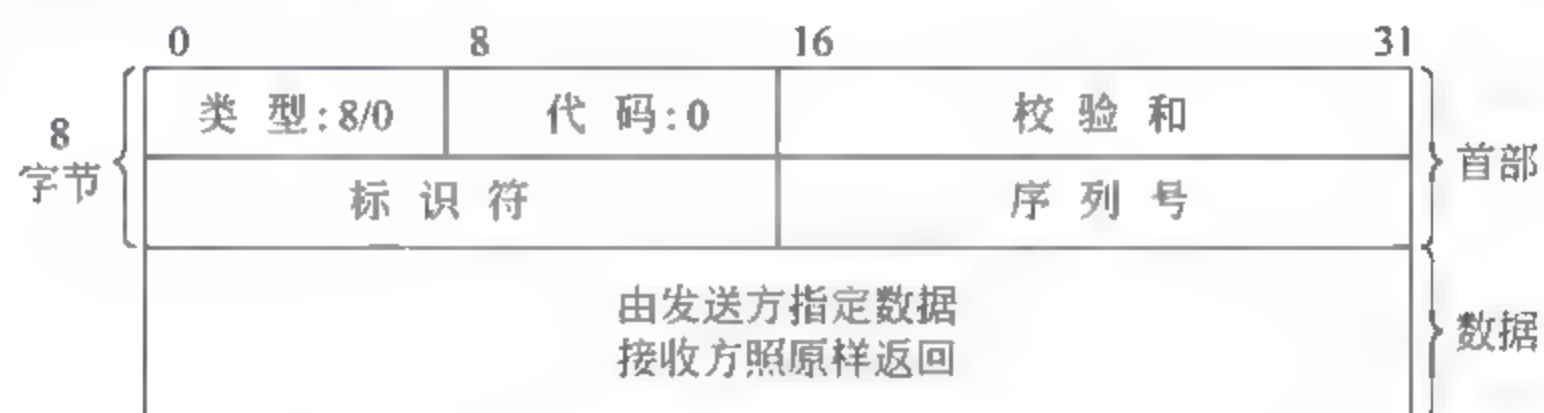 0 8 16 31
类型:8/0 代码:0 校验和
8
字节
首部
标识符 序列号
由发送方指定数据
接收方照原样返回
数据